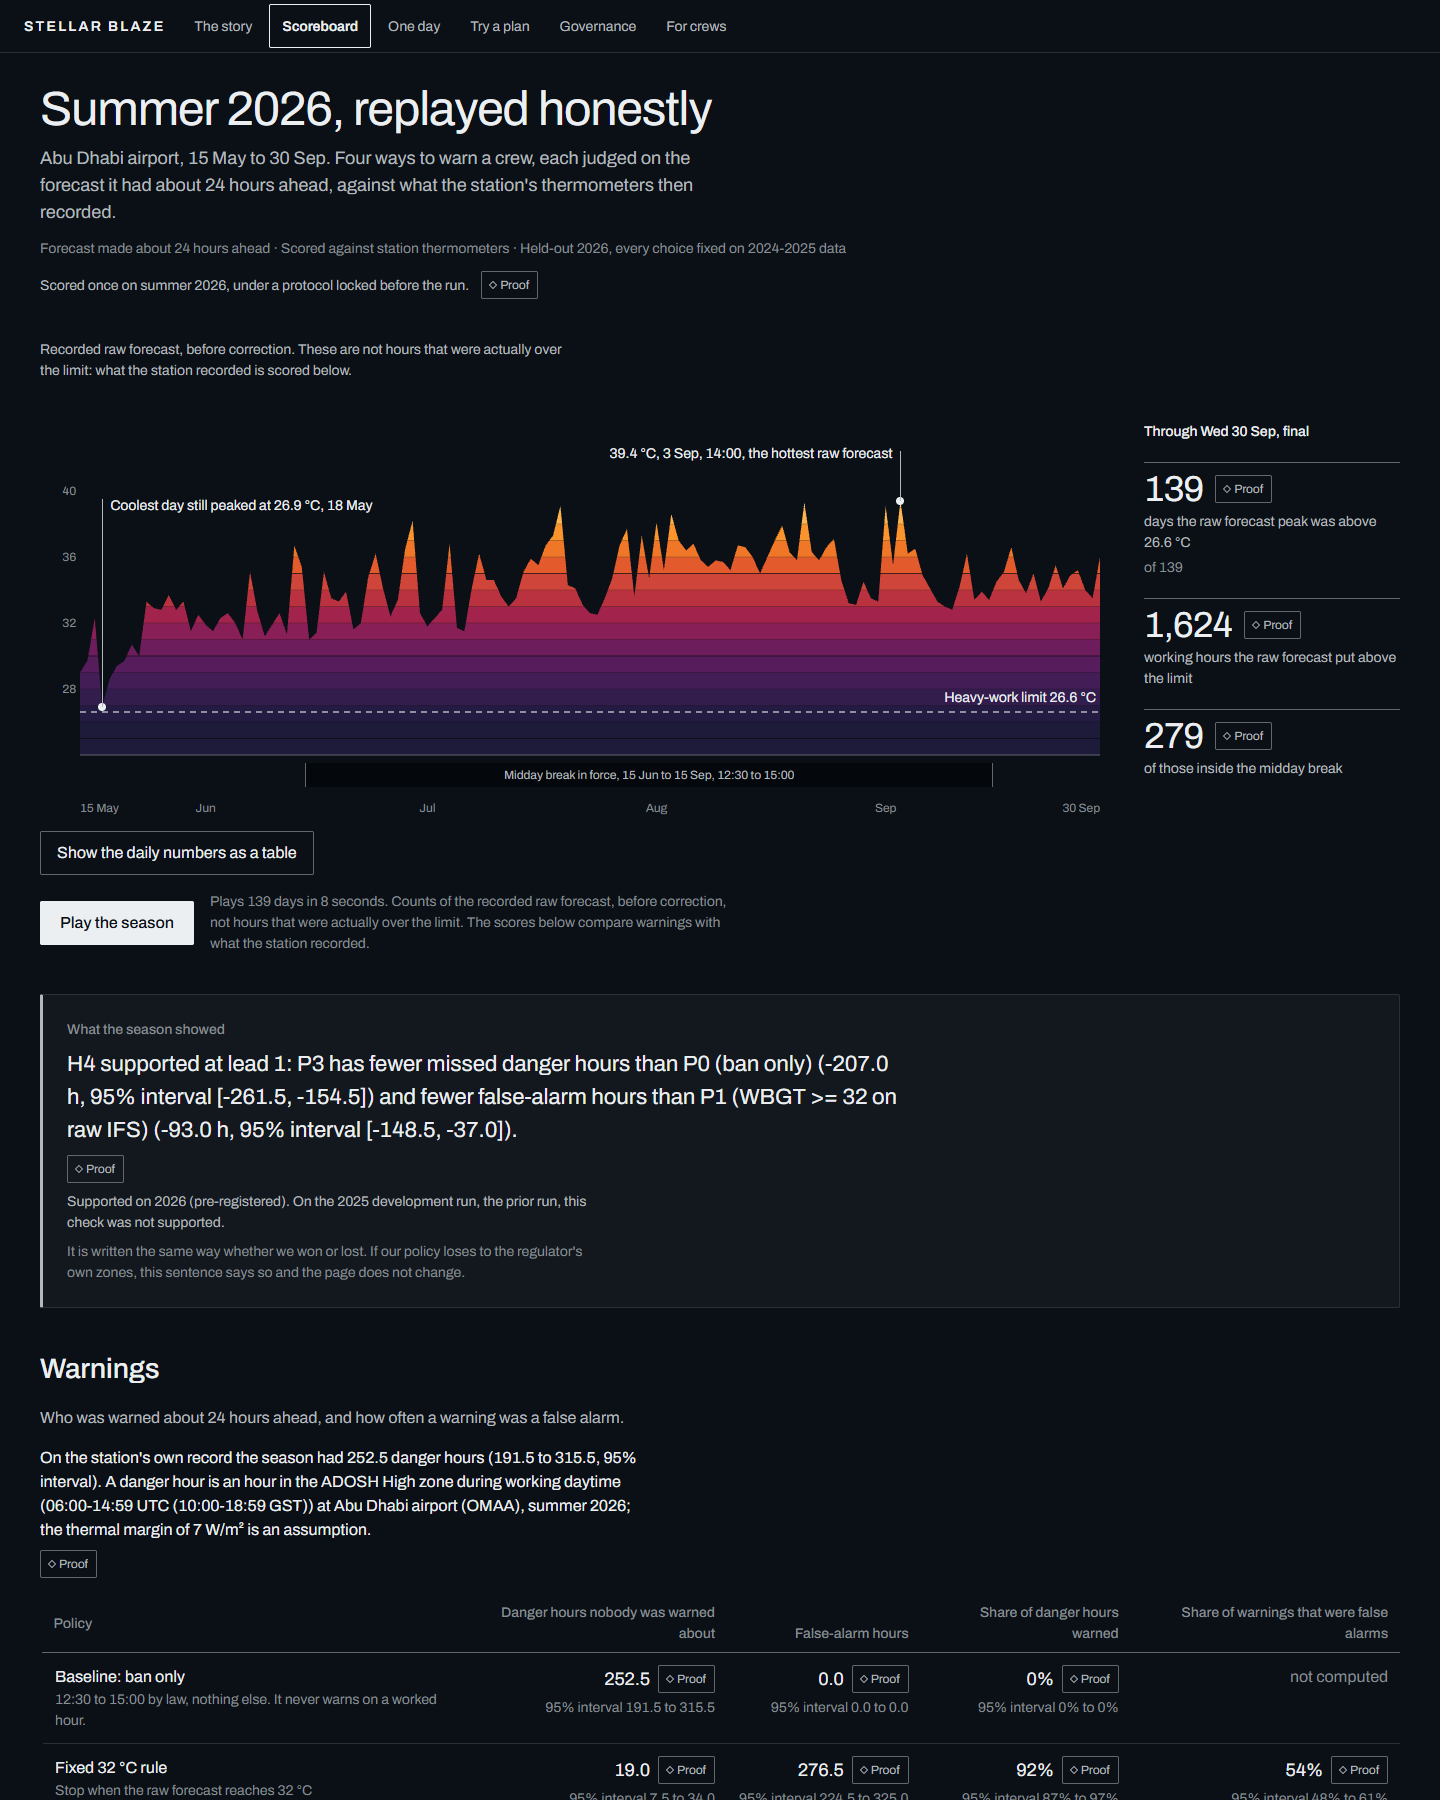 STELLAR BLAZE The story Scoreboard One day Try a plan Governance For crews
Summer 2026, replayed honestly
Abu Dhabi airport, 15 May to 30 Sep. Four ways to warn a crew, each judged on the
forecast it had about 24 hours ahead, against what the station's thermometers then
recorded.
Forecast made about 24 hours ahead · Scored against station thermometers · Held-out 2026, every choice fixed on 2024-2025 data
Scored once on summer 2026, under a protocol locked before the run. ◇ Proof
Recorded raw forecast, before correction. These are not hours that were actually over
the limit: what the station recorded is scored below.
39.4 °C, 3 Sep, 14:00, the hottest raw forecast
40
Coolest day still peaked at 26.9 °C, 18 May
36
32
28
Heavy-work limit 26.6 °C
Midday break in force, 15 Jun to 15 Sep, 12:30 to 15:00
15 May Jun Jul Aug Sep 30 Sep
Through Wed 30 Sep, final
139 ◇ Proof
days the raw forecast peak was above
26.6 °C
of 139
1,624 ◇ Proof
working hours the raw forecast put above
the limit
279 ◇ Proof
of those inside the midday break
Show the daily numbers as a table
Play the season
Plays 139 days in 8 seconds. Counts of the recorded raw forecast, before correction,
not hours that were actually over the limit. The scores below compare warnings with
what the station recorded.
What the season showed
H4 supported at lead 1: P3 has fewer missed danger hours than P0 (ban only) (-207.0
h, 95% interval [-261.5, -154.5]) and fewer false-alarm hours than P1 (WBGT >= 32 on
raw IFS) (-93.0 h, 95% interval [-148.5, -37.0]).
◇ Proof
Supported on 2026 (pre-registered). On the 2025 development run, the prior run, this
check was not supported.
It is written the same way whether we won or lost. If our policy loses to the regulator's
own zones, this sentence says so and the page does not change.
Warnings
Who was warned about 24 hours ahead, and how often a warning was a false alarm.
On the station's own record the season had 252.5 danger hours (191.5 to 315.5, 95%
interval). A danger hour is an hour in the ADOSH High zone during working daytime
(06:00-14:59 UTC (10:00-18:59 GST)) at Abu Dhabi airport (OMAA), summer 2026;
the thermal margin of 7 W/m² is an assumption.
◇ Proof
Policy
Danger hours nobody was warned
about
False-alarm hours
Share of danger hours
warned
Share of warnings that were false
alarms
Baseline: ban only
12:30 to 15:00 by law, nothing else. It never warns on a worked
hour.
252.5 ◇ Proof
95% interval 191.5 to 315.5
0.0 ◇ Proof
95% interval 0.0 to 0.0
0% ◇ Proof
95% interval 0% to 0%
not computed
Fixed 32 °C rule
Stop when the raw forecast reaches 32 °C
19.0 ◇ Proof
95% interval 7.5 to 34.0
276.5 ◇ Proof
95% interval 224.5 to 325.0
92% ◇ Proof
95% interval 87% to 97%
54% ◇ Proof
95% interval 48% to 61%